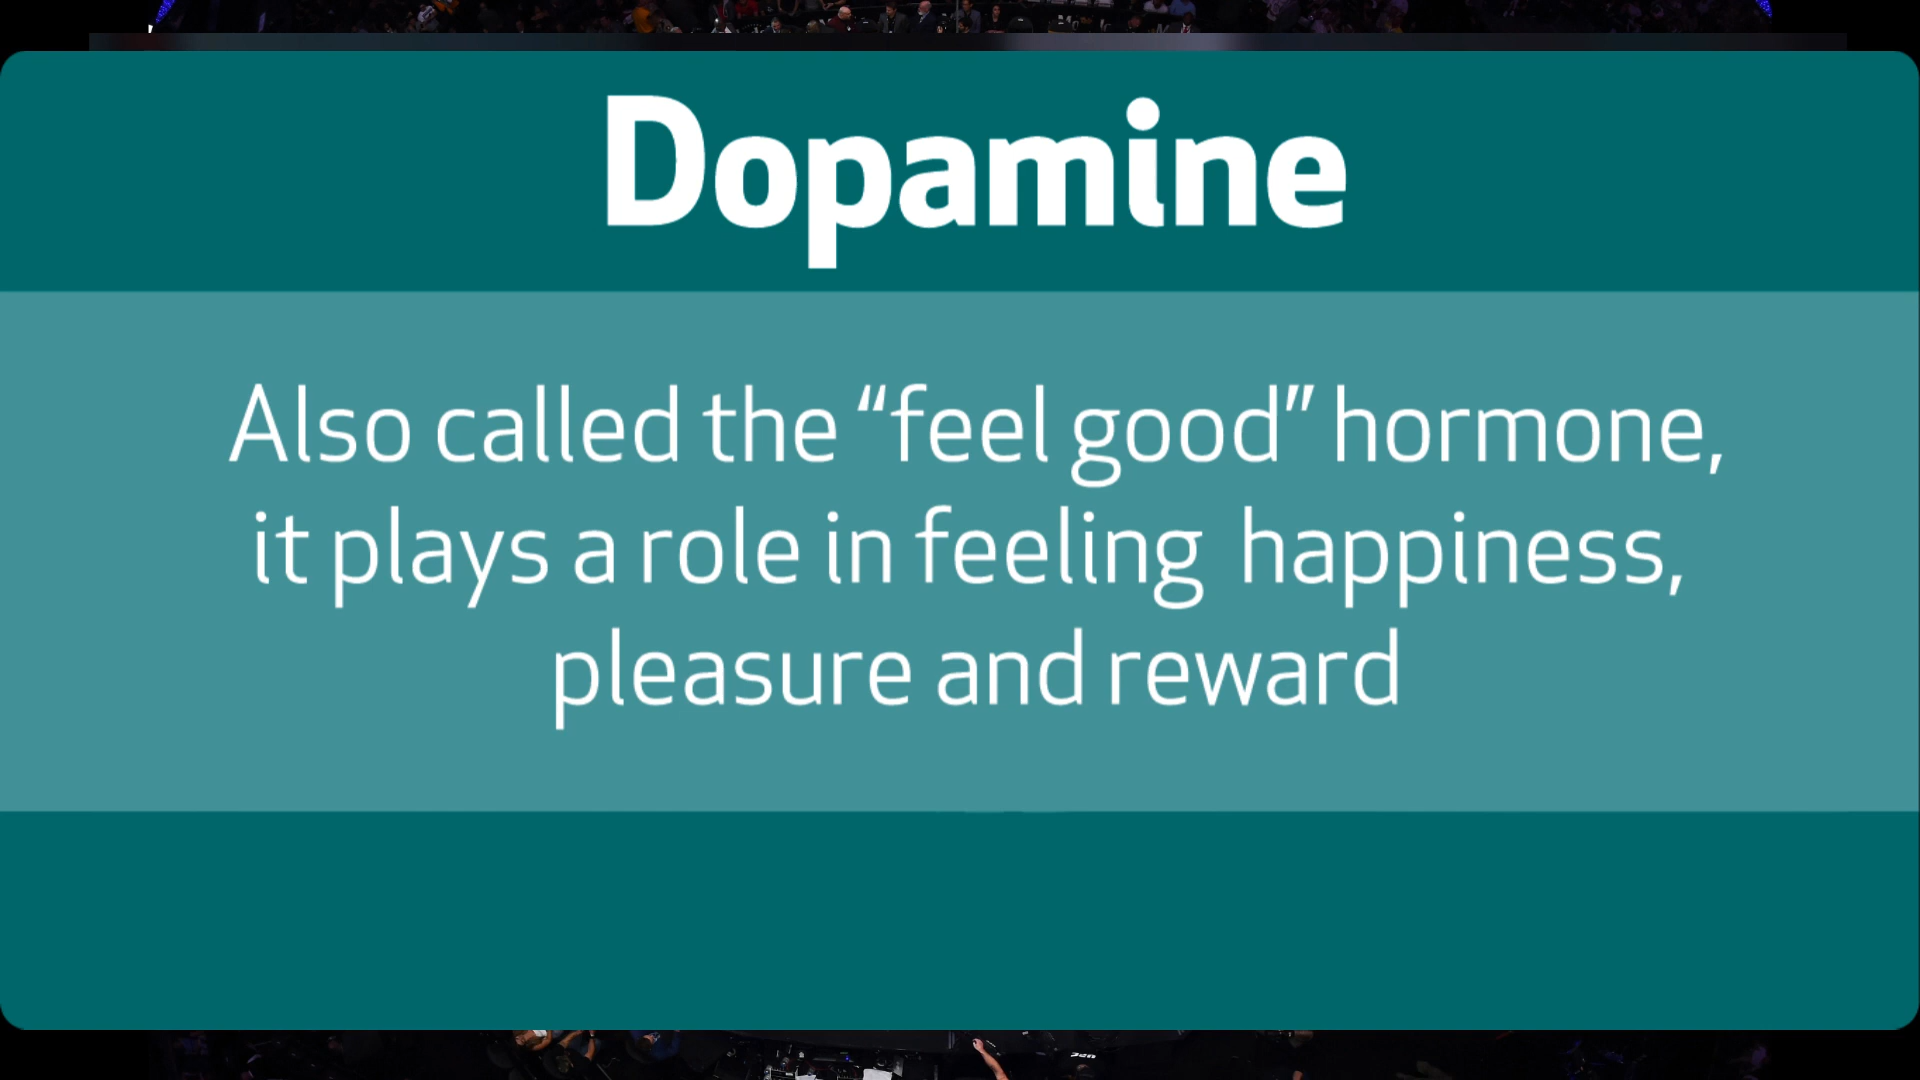 Dopamine
Also called the “feel good” hormone,
it plays a role in feeling happiness,
pleasure and reward